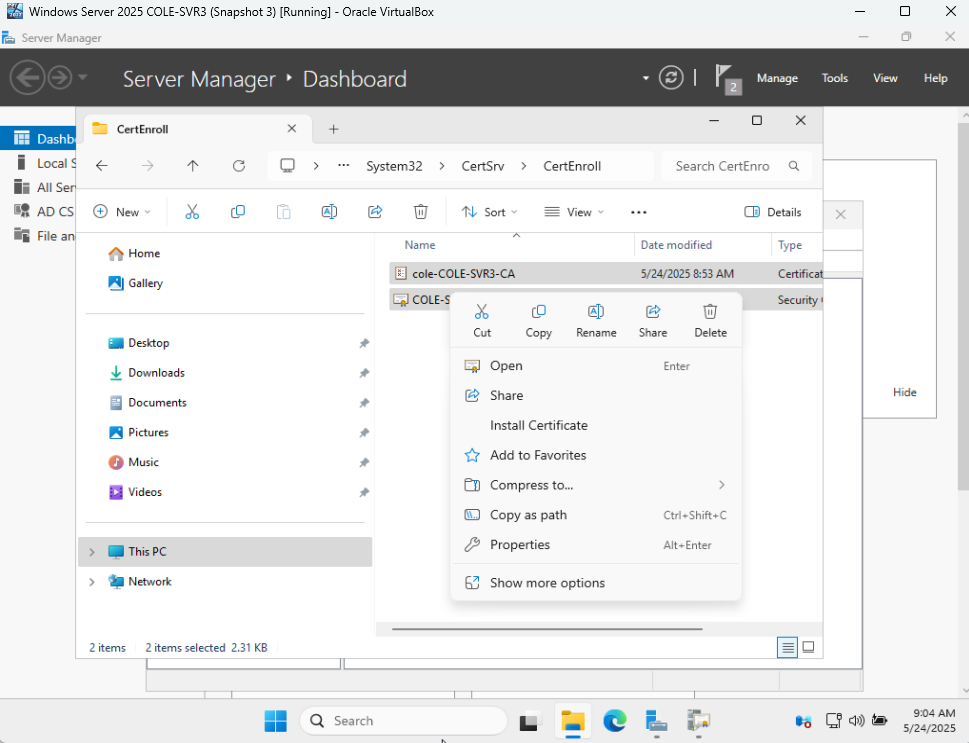 Windows Server 2025 COLE-SVR3 (Snapshot 3) [Running] - Oracle VirtualBox
Server Manager
Server Manager Dashboard
2
Manage Tools View Help
CertEnroll
System32 CertSrv CertEnroll
Search CertEnro
New
Sort
View
Details
Dashb
Local S
All Ser
AD CS
File an
Home
Gallery
Desktop
Downloads
Documents
Pictures
Music
Videos
This PC
Network
Name Date modified Type
cole-COLE-SVR3-CA 5/24/2025 8:53 AM Certificat
COLE-S Security
Cut Copy Rename Share Delete
Open Enter
Share
Install Certificate
Add to Favorites
Compress to...
Copy as path Ctrl+Shift+C
Properties Alt+Enter
Show more options
Hide
2 items 2 items selected 2.31 KB
Search
9:04 AM
5/24/2025